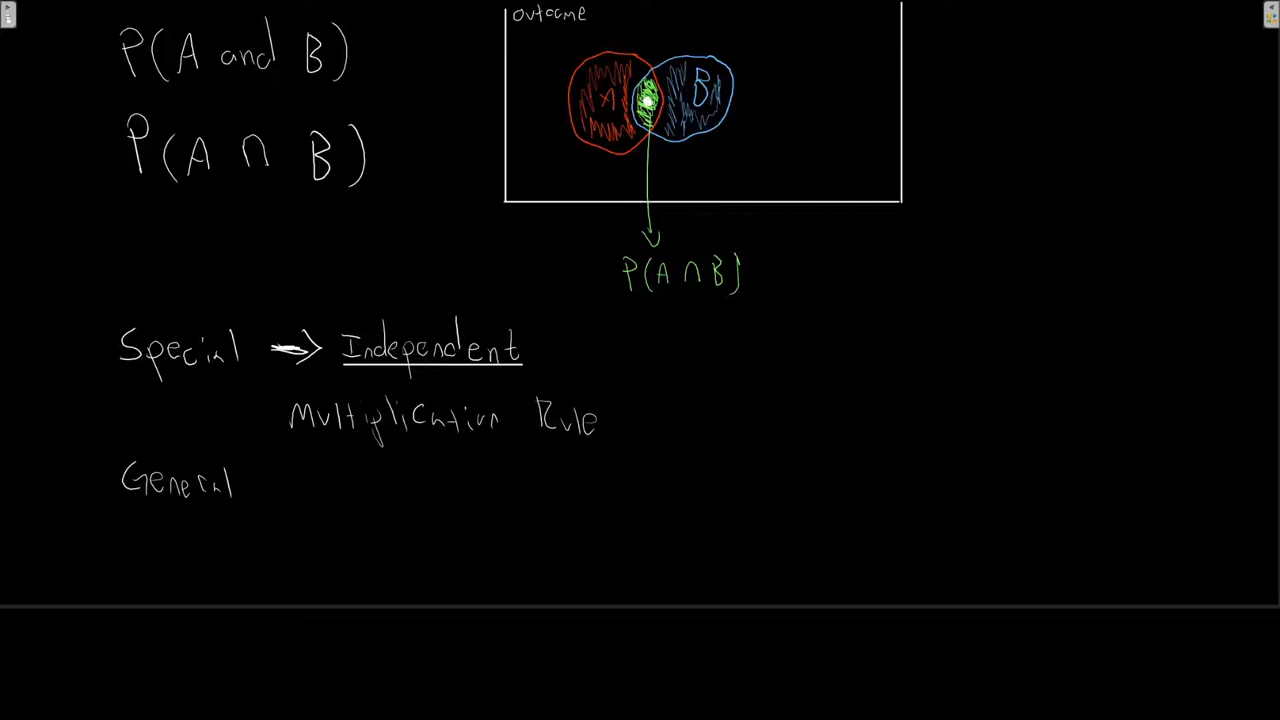 P(A and B)
P(A ∩ B)
outcome
A
B
P(A ∩ B)
Special → Independent
Multiplication Rule
General